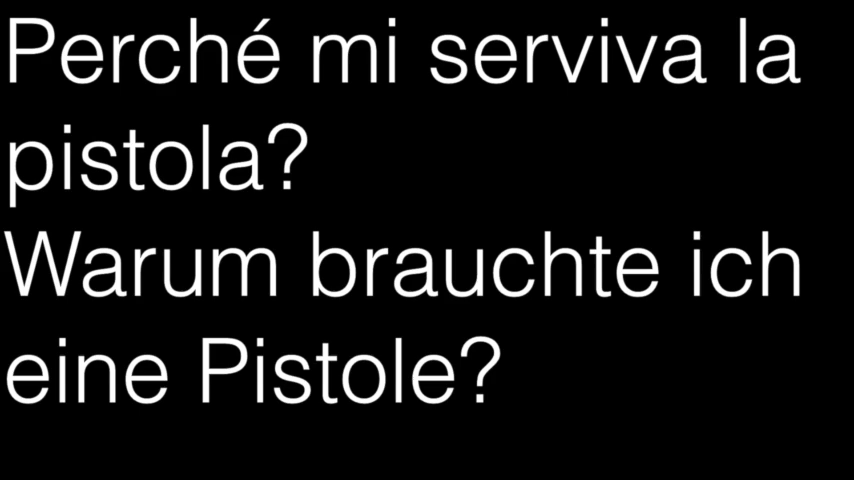 Perché mi serviva la
pistola?
Warum brauchte ich
eine Pistole?